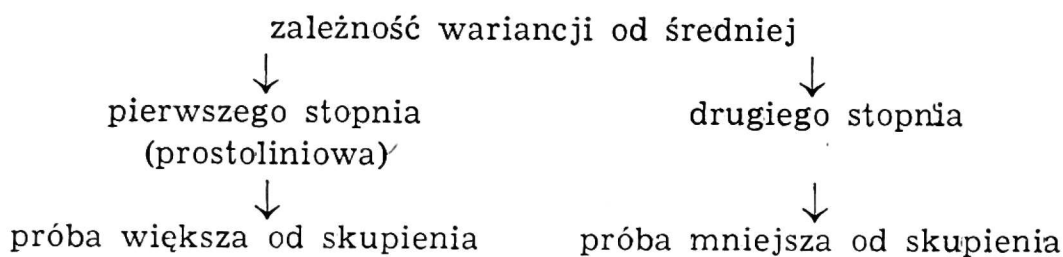 zależność wariancji od średniej
pierwszego stopnia drugiego stopnia
(prostoliniowa)
próba większa od skupienia próba mniejsza od skupienia